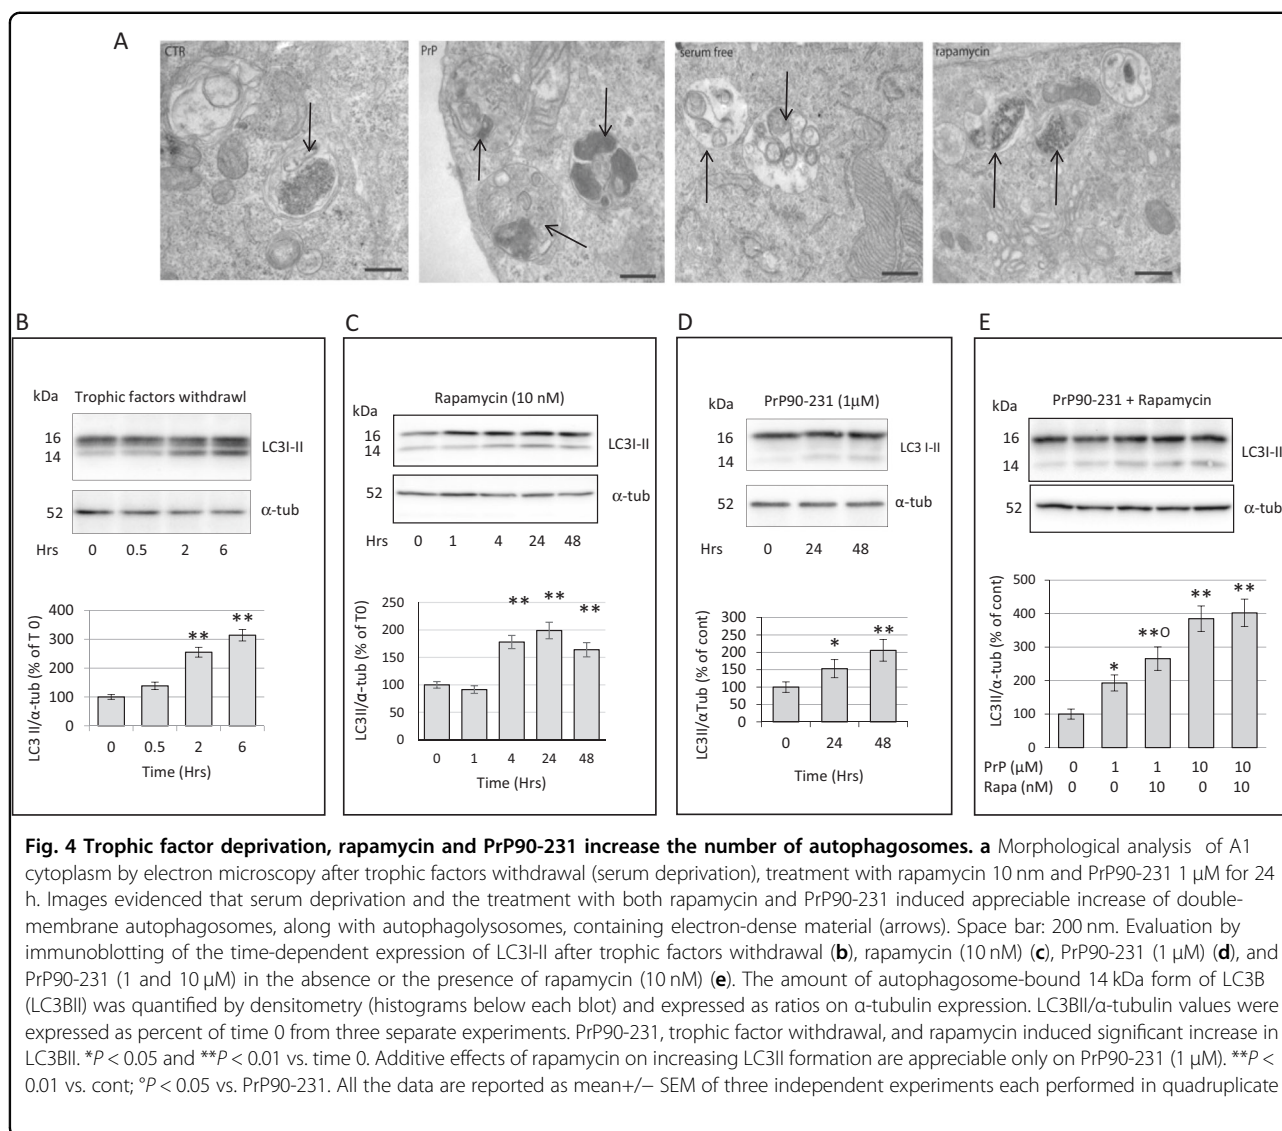 A
CTR
PrP
serum free
rapamycin
B
kDa
Trophic factors withdrawl
16
14
LC3I-II
52
α-tub
Hrs 0 0.5 2 6
LC3 II/α-tub (% of T 0)
400
300
200
100
0
**
**
0 0.5 2 6
Time (Hrs)
C
kDa
Rapamycin (10 nM)
16
14
LC3I-II
52
α-tub
Hrs 0 1 4 24 48
LC3II/α-tub (% of T0)
250
200
150
100
50
0
**
**
**
0 1 4 24 48
Time (Hrs)
D
kDa
PrP90-231 (1μM)
16
14
LC3 I-II
52
α-tub
Hrs 0 24 48
LC3II/αTub (% of cont)
300
250
200
150
100
50
0
*
**
0 24 48
Time (Hrs)
E
kDa
PrP90-231 + Rapamycin
16
14
LC3I-II
52
α-tub
LC3II/α-tub (% of cont)
500
400
300
200
100
0
*
**O
**
**
PrP (μM) 0 1 1 10 10
Rapa (nM) 0 0 10 0 10
Fig. 4 Trophic factor deprivation, rapamycin and PrP90-231 increase the number of autophagosomes. a Morphological analysis of A1
cytoplasm by electron microscopy after trophic factors withdrawal (serum deprivation), treatment with rapamycin 10 nm and PrP90-231 1 μM for 24
h. Images evidenced that serum deprivation and the treatment with both rapamycin and PrP90-231 induced appreciable increase of double-
membrane autophagosomes, along with autophagolysosomes, containing electron-dense material (arrows). Space bar: 200 nm. Evaluation by
immunoblotting of the time-dependent expression of LC3I-II after trophic factors withdrawal (b), rapamycin (10 nM) (c), PrP90-231 (1 μM) (d), and
PrP90-231 (1 and 10 μM) in the absence or the presence of rapamycin (10 nM) (e). The amount of autophagosome-bound 14 kDa form of LC3B
(LC3BII) was quantified by densitometry (histograms below each blot) and expressed as ratios on α-tubulin expression. LC3BII/α-tubulin values were
expressed as percent of time 0 from three separate experiments. PrP90-231, trophic factor withdrawal, and rapamycin induced significant increase in
LC3BII. *P < 0.05 and **P < 0.01 vs. time 0. Additive effects of rapamycin on increasing LC3II formation are appreciable only on PrP90-231 (1 μM). **P <
0.01 vs. cont; °P < 0.05 vs. PrP90-231. All the data are reported as mean+/− SEM of three independent experiments each performed in quadruplicate